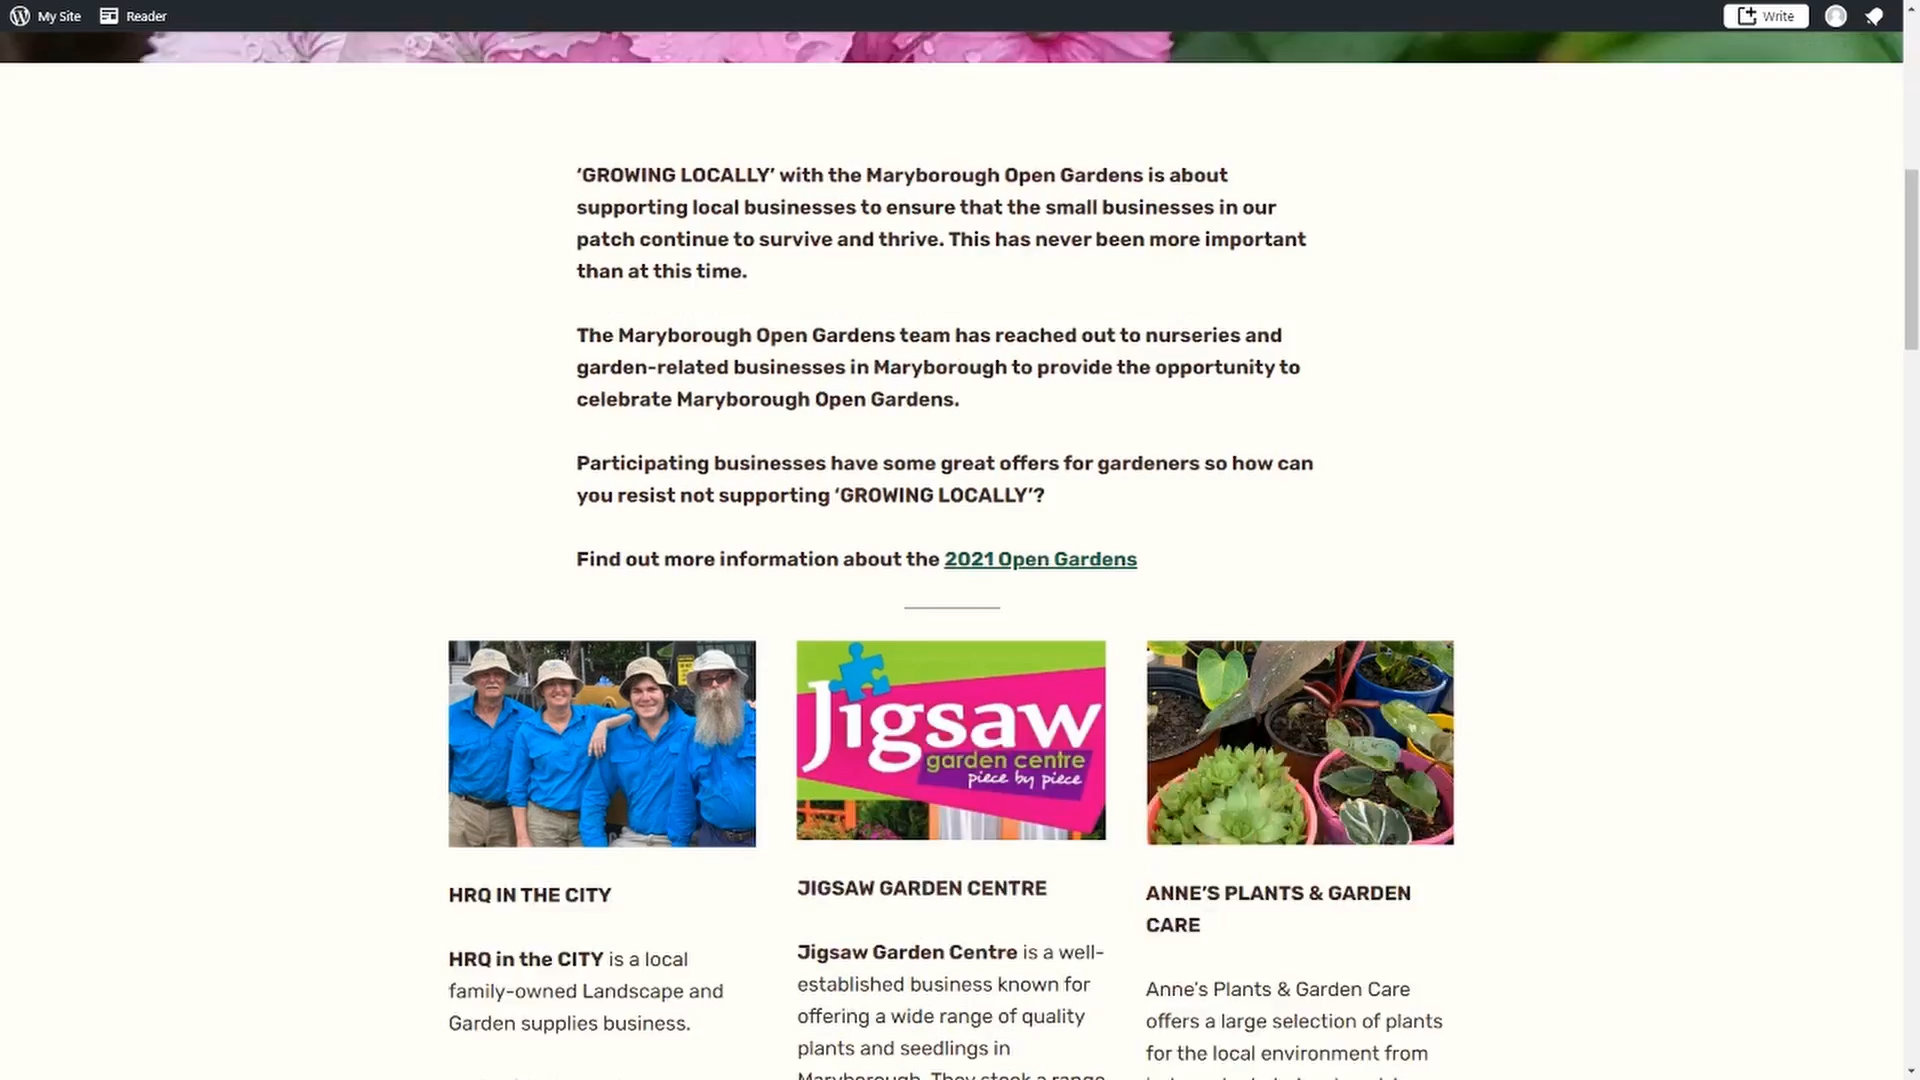 My Site Reader Write
‘GROWING LOCALLY’ with the Maryborough Open Gardens is about
supporting local businesses to ensure that the small businesses in our
patch continue to survive and thrive. This has never been more important
than at this time.
The Maryborough Open Gardens team has reached out to nurseries and
garden-related businesses in Maryborough to provide the opportunity to
celebrate Maryborough Open Gardens.
Participating businesses have some great offers for gardeners so how can
you resist not supporting ‘GROWING LOCALLY’?
Find out more information about the 2021 Open Gardens
Jigsaw
garden centre
piece by piece
HRQ IN THE CITY
HRQ in the CITY is a local
family-owned Landscape and
Garden supplies business.
JIGSAW GARDEN CENTRE
Jigsaw Garden Centre is a well-
established business known for
offering a wide range of quality
plants and seedlings in
Maryborough. They stock a range
ANNE’S PLANTS & GARDEN
CARE
Anne's Plants & Garden Care
offers a large selection of plants
for the local environment from